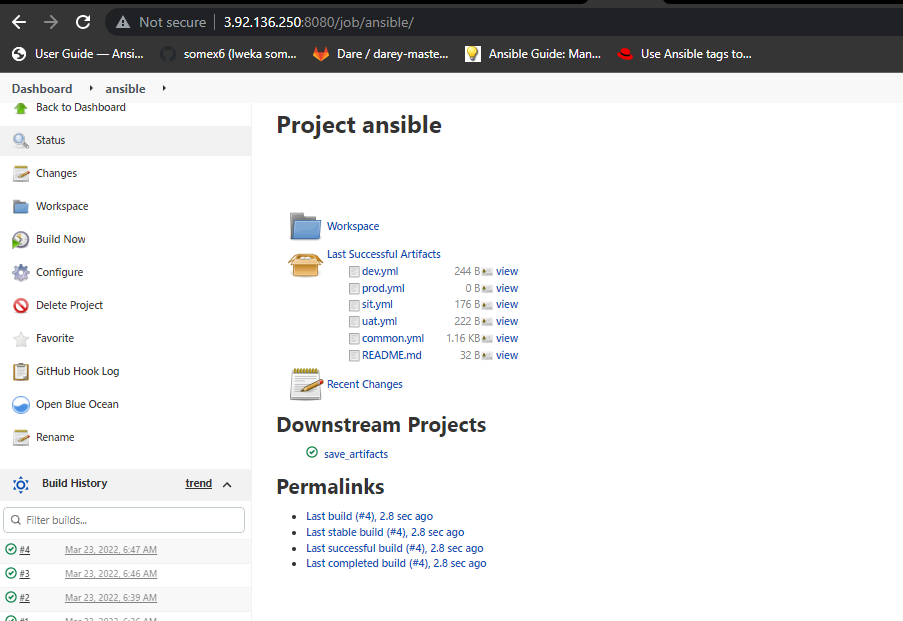 Not secure | 3.92.136.250:8080/job/ansible/
User Guide — Ansi... somex6 (lweka som... Dare / darey-maste... Ansible Guide: Man... Use Ansible tags to...
Dashboard ansible
Back to Dashboard
Status
Changes
Workspace
Build Now
Configure
Delete Project
Favorite
GitHub Hook Log
Open Blue Ocean
Rename
Build History trend
Filter builds...
#4 Mar 23, 2022, 6:47 AM
#3 Mar 23, 2022, 6:46 AM
#2 Mar 23, 2022, 6:39 AM
#1 Mar 23, 2022, 6:36 AM
Project ansible
Workspace
Last Successful Artifacts
dev.yml 244 B view
prod.yml 0 B view
sit.yml 176 B view
uat.yml 222 B view
common.yml 1.16 KB view
README.md 32 B view
Recent Changes
Downstream Projects
save_artifacts
Permalinks
Last build (#4), 2.8 sec ago
Last stable build (#4), 2.8 sec ago
Last successful build (#4), 2.8 sec ago
Last completed build (#4), 2.8 sec ago